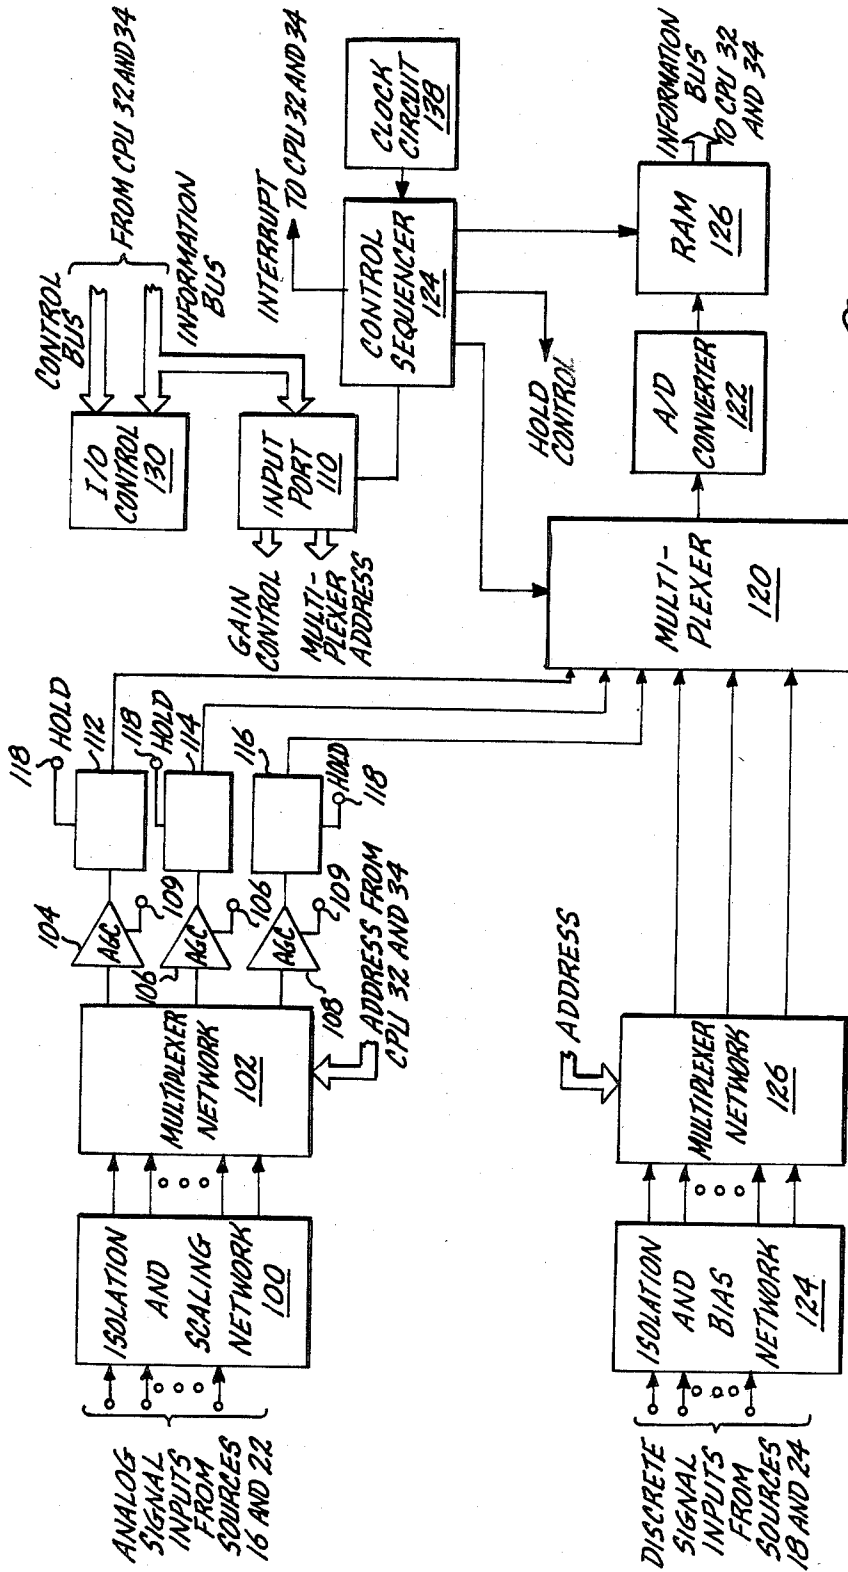 ANALOG
SIGNAL
INPUTS
FROM
SOURCES
16 AND 22
ISOLATION
AND
SCALING
NETWORK
100
MULTIPLEXER
NETWORK
102
ADDRESS FROM
CPU 32 AND 34
104
AGC
109
106
AGC
106
108
AGC
109
118
HOLD
112
118
HOLD
114
116
HOLD
118
GAIN
CONTROL
MULTI-
PLEXER
ADDRESS
CONTROL
BUS
FROM CPU 32 AND 34
INFORMATION
BUS
I/O
CONTROL
130
INPUT
PORT
110
INTERRUPT
TO CPU 32 AND 34
CONTROL
SEQUENCER
124
CLOCK
CIRCUIT
138
HOLD
CONTROL
DISCRETE
SIGNAL
INPUTS
FROM
SOURCES
18 AND 24
ISOLATION
AND
BIAS
NETWORK
124
ADDRESS
MULTIPLEXER
NETWORK
126
MULTI-
PLEXER
120
A/D
CONVERTER
122
RAM
126
INFORMATION
BUS
TO CPU 32
AND 34